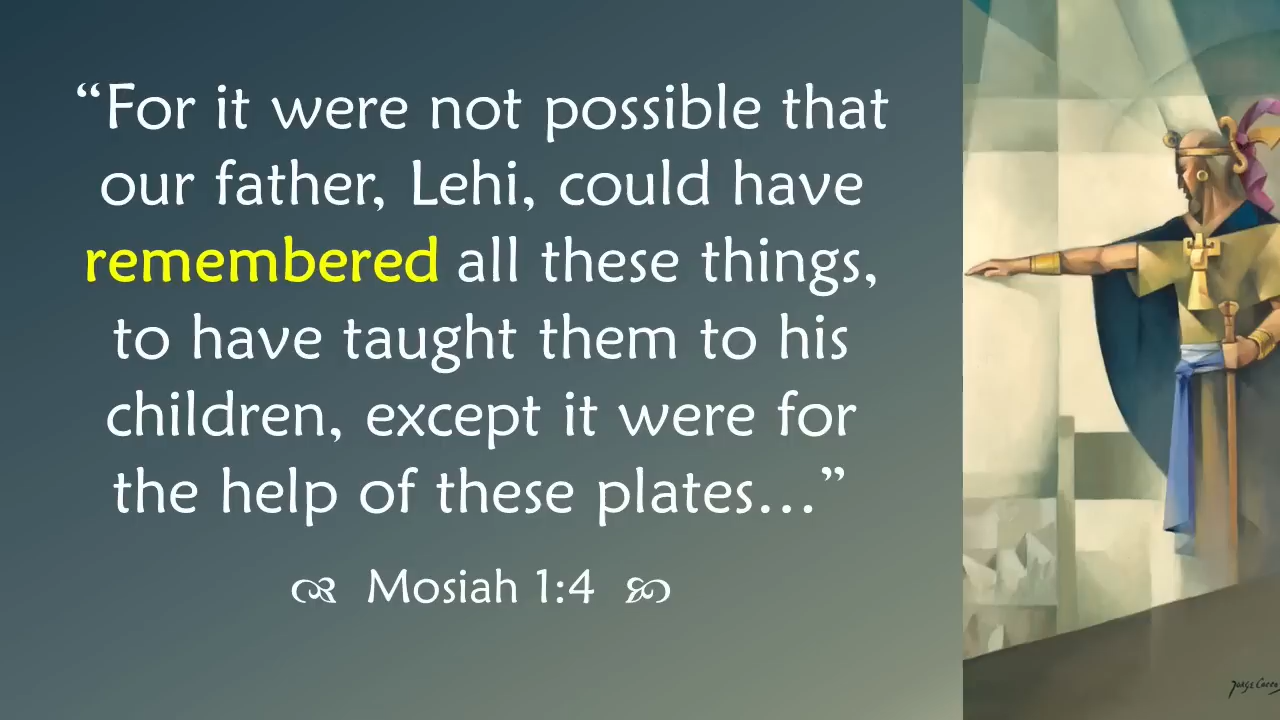 “For it were not possible that
our father, Lehi, could have
remembered all these things,
to have taught them to his
children, except it were for
the help of these plates…”
Mosiah 1:4